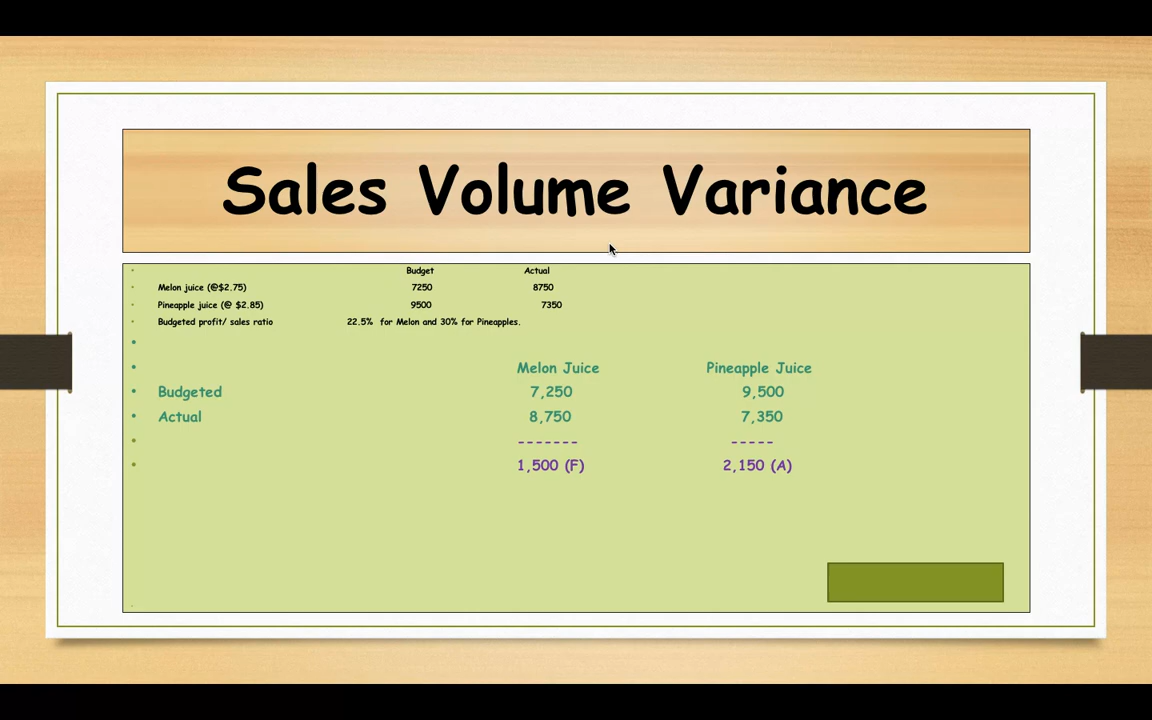 Sales Volume Variance
Budget Actual
Melon juice (@$2.75) 7250 8750
Pineapple juice (@ $2.85) 9500 7350
Budgeted profit/ sales ratio 22.5% for Melon and 30% for Pineapples.
Melon Juice Pineapple Juice
Budgeted 7,250 9,500
Actual 8,750 7,350
------- -----
1,500 (F) 2,150 (A)